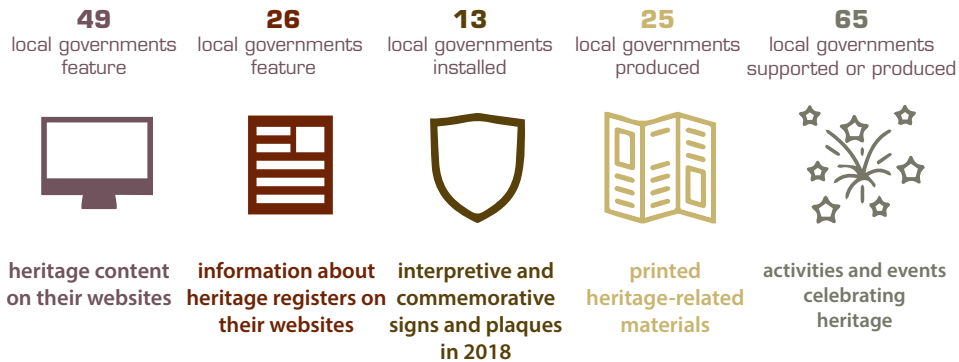 49
local governments
feature
heritage content
on their websites
26
local governments
feature
information about
heritage registers on
their websites
13
local governments
installed
interpretive and
commemorative
signs and plaques
in 2018
25
local governments
produced
printed
heritage-related
materials
65
local governments
supported or produced
activities and events
celebrating
heritage